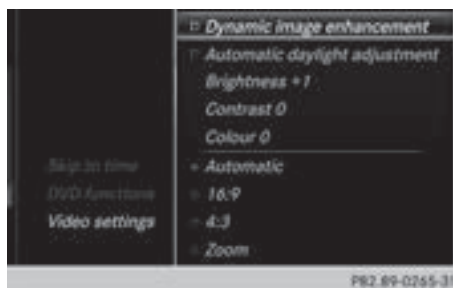 Dynamic image enhancement
Automatic daylight adjustment
Brightness +1
Contrast 0
Colour 0
Automatic
16:9
4:3
Zoom
Skip to time
DVD functions
Video settings
P82.89-0265-31